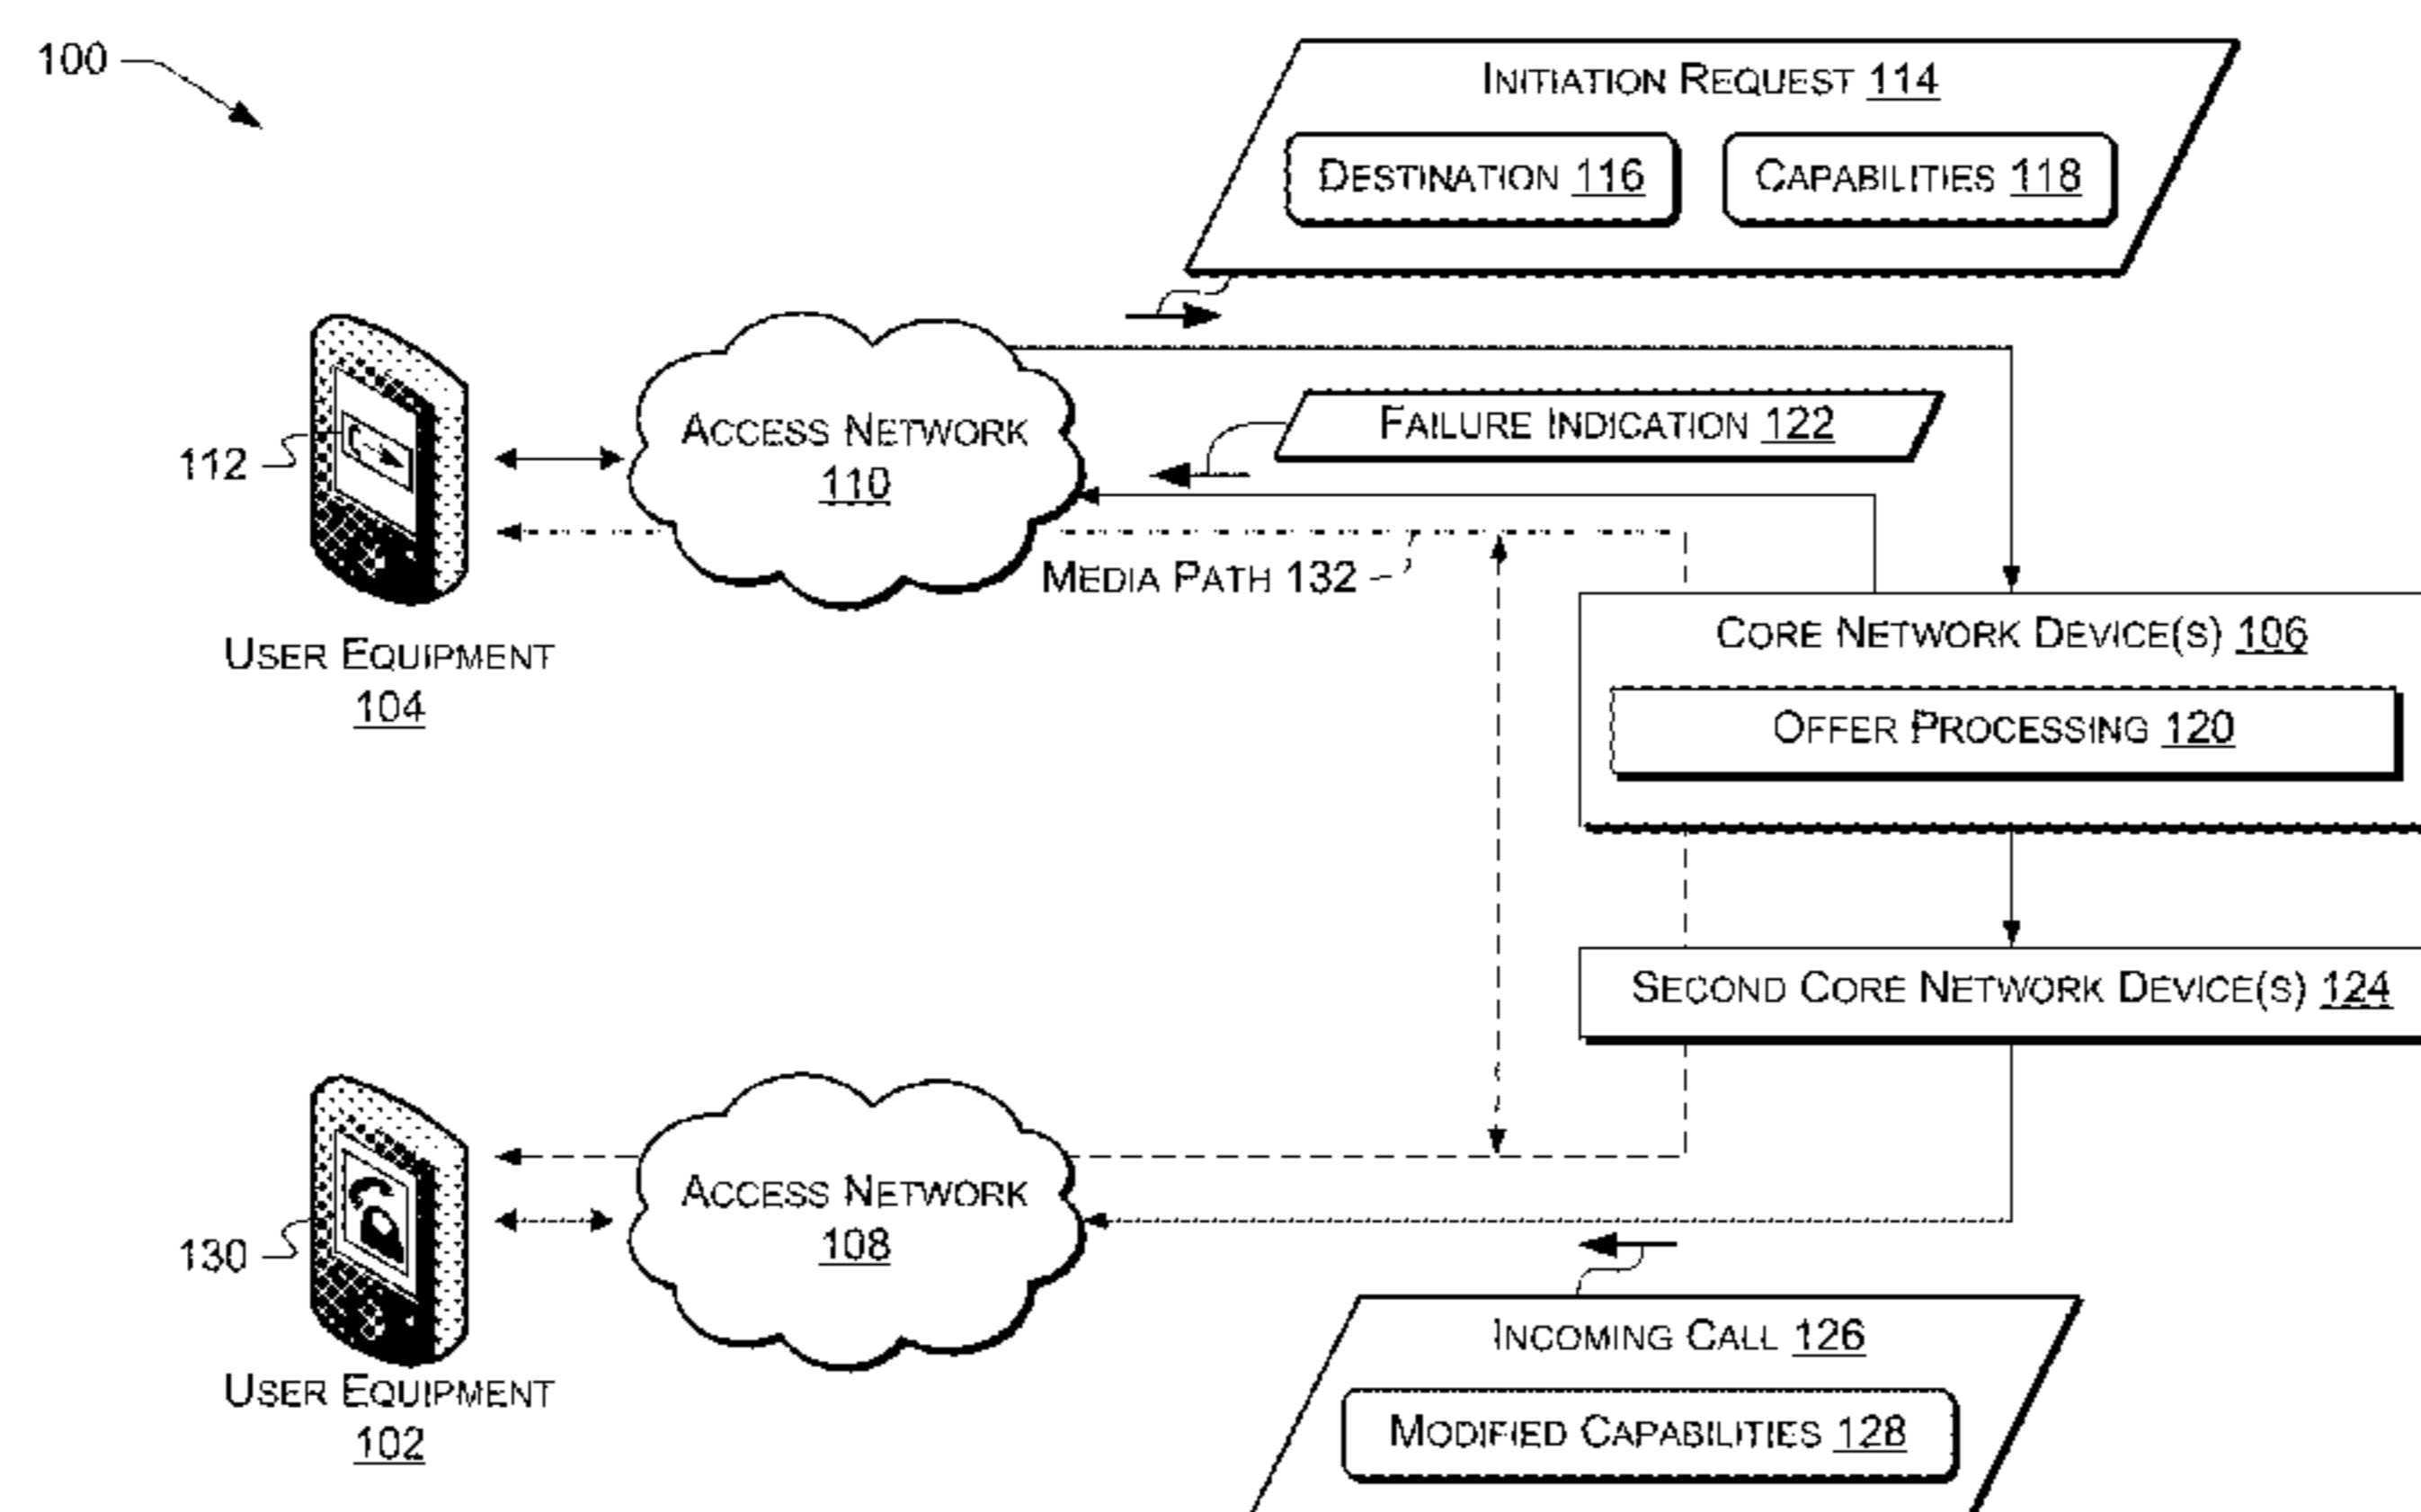 100
INITIATION REQUEST 114
DESTINATION 116
CAPABILITIES 118
ACCESS NETWORK
110
FAILURE INDICATION 122
112
MEDIA PATH 132
USER EQUIPMENT
104
CORE NETWORK DEVICE(S) 106
OFFER PROCESSING 120
SECOND CORE NETWORK DEVICE(S) 124
ACCESS NETWORK
108
130
USER EQUIPMENT
102
INCOMING CALL 126
MODIFIED CAPABILITIES 128